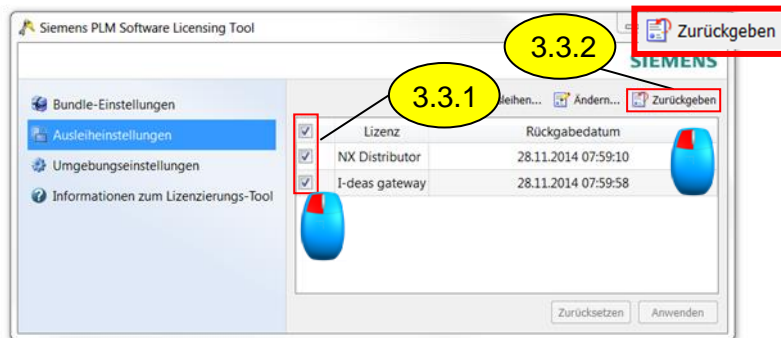 Siemens PLM Software Licensing Tool
Zurückgeben
SIEMENS
3.3.2
3.3.1
Bundle-Einstellungen
Ausleiheinstellungen
Umgebungseinstellungen
Informationen zum Lizenzierungs-Tool
Ändern... Zurückgeben
Lizenz Rückgabedatum
NX Distributor 28.11.2014 07:59:10
I-deas gateway 28.11.2014 07:59:58
Zurücksetzen Anwenden